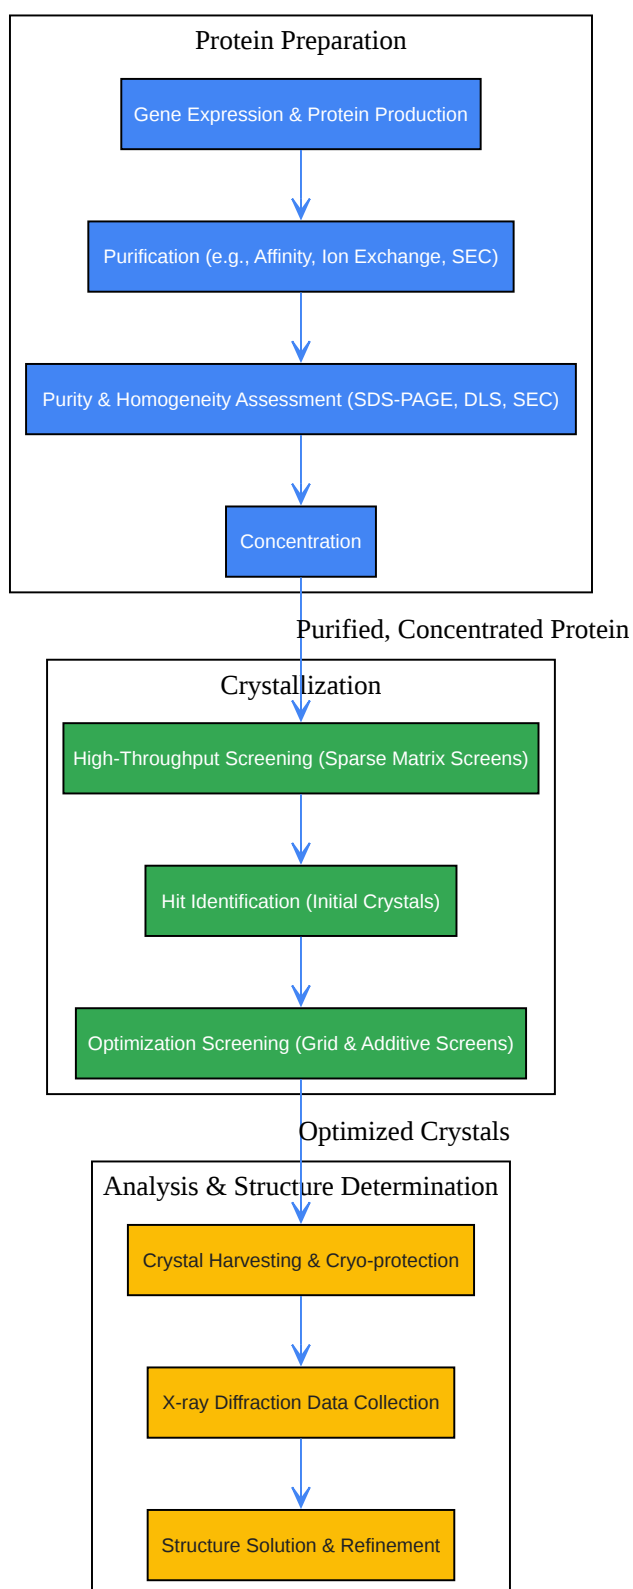 Protein Preparation
Gene Expression & Protein Production
Purification (e.g., Affinity, Ion Exchange, SEC)
Purity & Homogeneity Assessment (SDS-PAGE, DLS, SEC)
Concentration
Purified, Concentrated Protein
Crystallization
High-Throughput Screening (Sparse Matrix Screens)
Hit Identification (Initial Crystals)
Optimization Screening (Grid & Additive Screens)
Optimized Crystals
Analysis & Structure Determination
Crystal Harvesting & Cryo-protection
X-ray Diffraction Data Collection
Structure Solution & Refinement